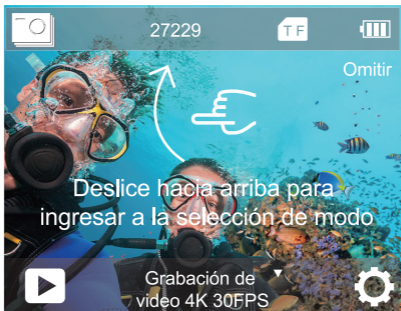 27229
TF
Omitir
Deslice hacia arriba para
ingresar a la selección de modo
Grabación de
video 4K 30FPS